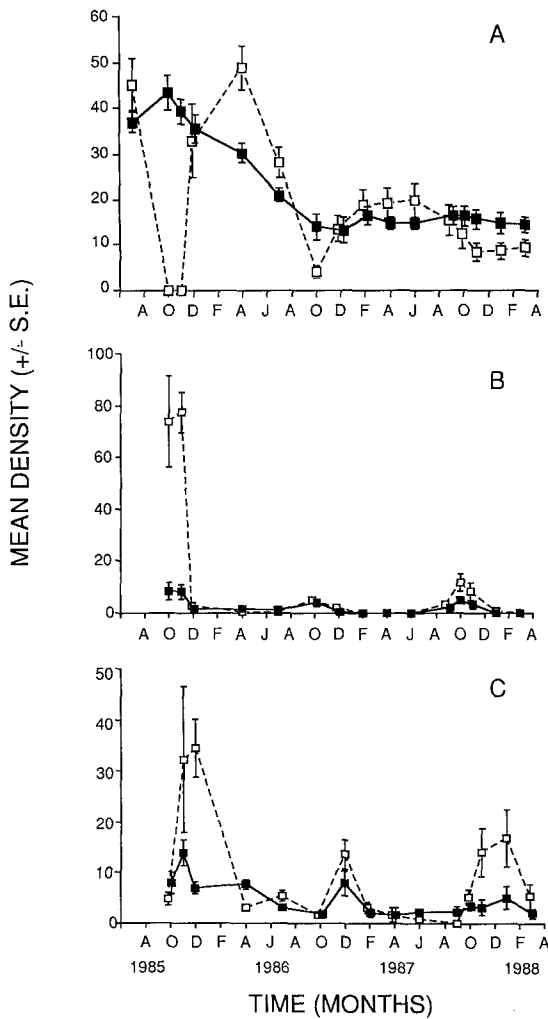 MEAN DENSITY (+/- S.E.)
A
60
50
40
30
20
10
0
A O D F A J A O D F A J A O D F A
B
100
80
60
40
20
0
A O D F A J A O D F A J A O D F A
C
50
40
30
20
10
0
A O D F A J A O D F A J A O D F A
1985 1986 1987 1988
TIME (MONTHS)